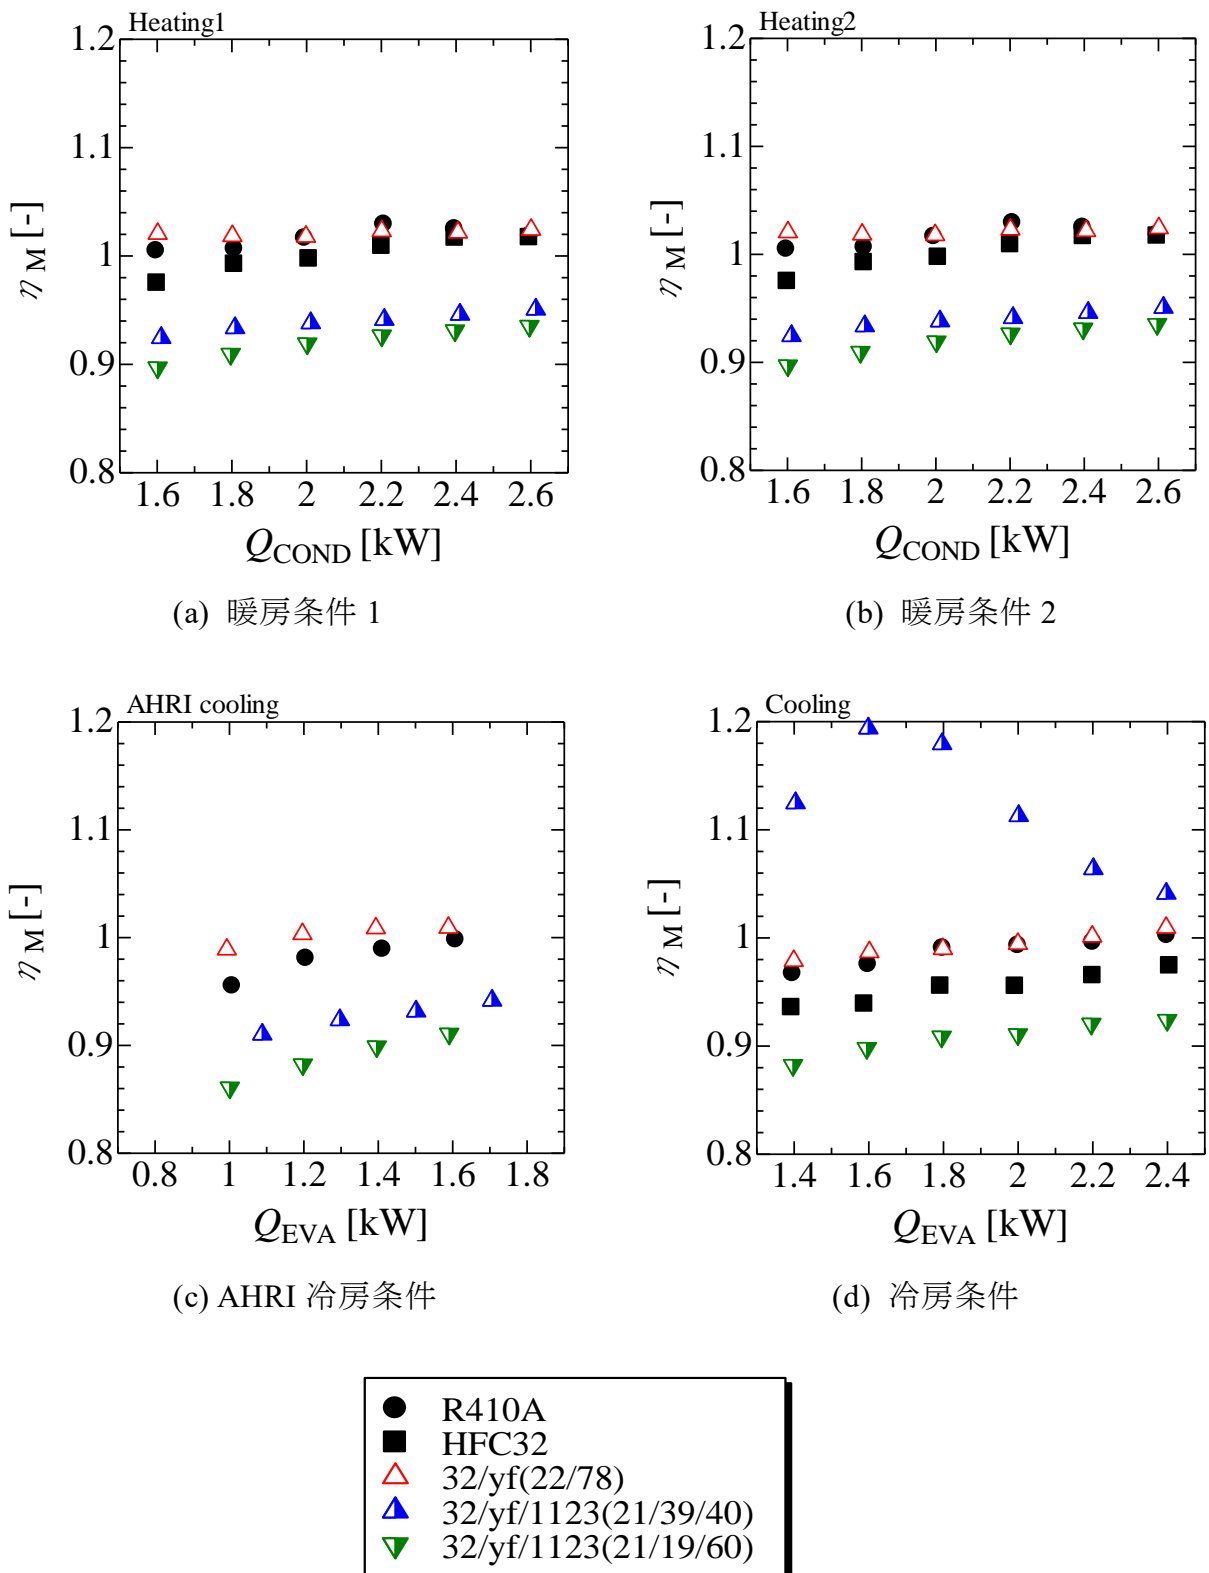 Heating1
1.2
1.1
1
0.9
0.8
η M [-]
1.6 1.8 2 2.2 2.4 2.6
QCOND [kW]
(a) 暖房条件 1
Heating2
1.2
1.1
1
0.9
0.8
η M [-]
1.6 1.8 2 2.2 2.4 2.6
QCOND [kW]
(b) 暖房条件 2
AHRI cooling
1.2
1.1
1
0.9
0.8
η M [-]
0.8 1 1.2 1.4 1.6 1.8
QEVA [kW]
(c) AHRI 冷房条件
Cooling
1.2
1.1
1
0.9
0.8
η M [-]
1.4 1.6 1.8 2 2.2 2.4
QEVA [kW]
(d) 冷房条件
R410A
HFC32
32/yf(22/78)
32/yf/1123(21/39/40)
32/yf/1123(21/19/60)